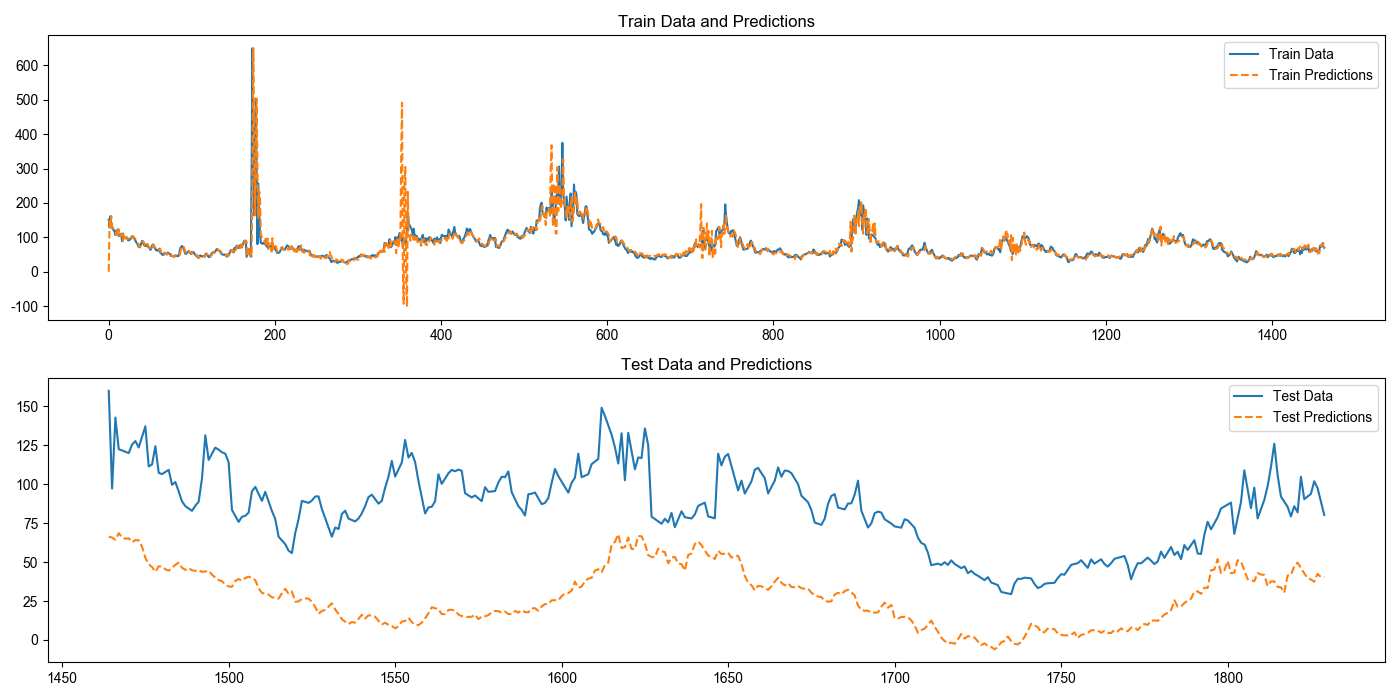 Train Data and Predictions
Train Data
Train Predictions
600
500
400
300
200
100
0
-100
0 200 400 600 800 1000 1200 1400
Test Data and Predictions
Test Data
Test Predictions
150
125
100
75
50
25
0
1450 1500 1550 1600 1650 1700 1750 1800